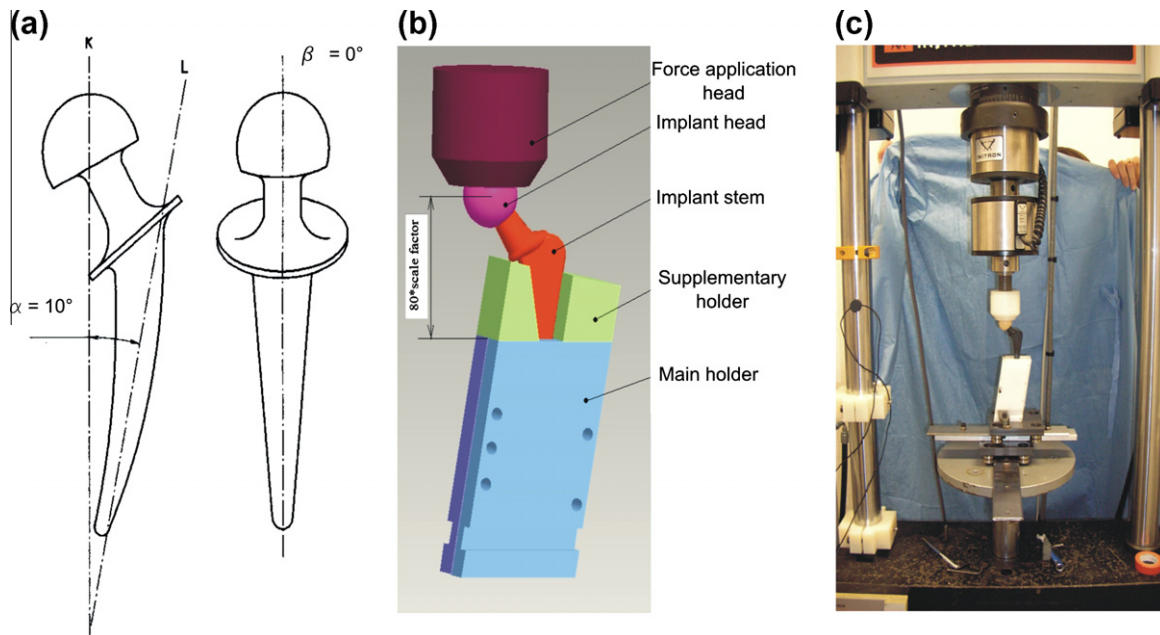 (a)
K
L
β = 0°
α = 10°
(b)
80*scale factor
Force application
head
Implant head
Implant stem
Supplementary
holder
Main holder
(c)
INSTRON